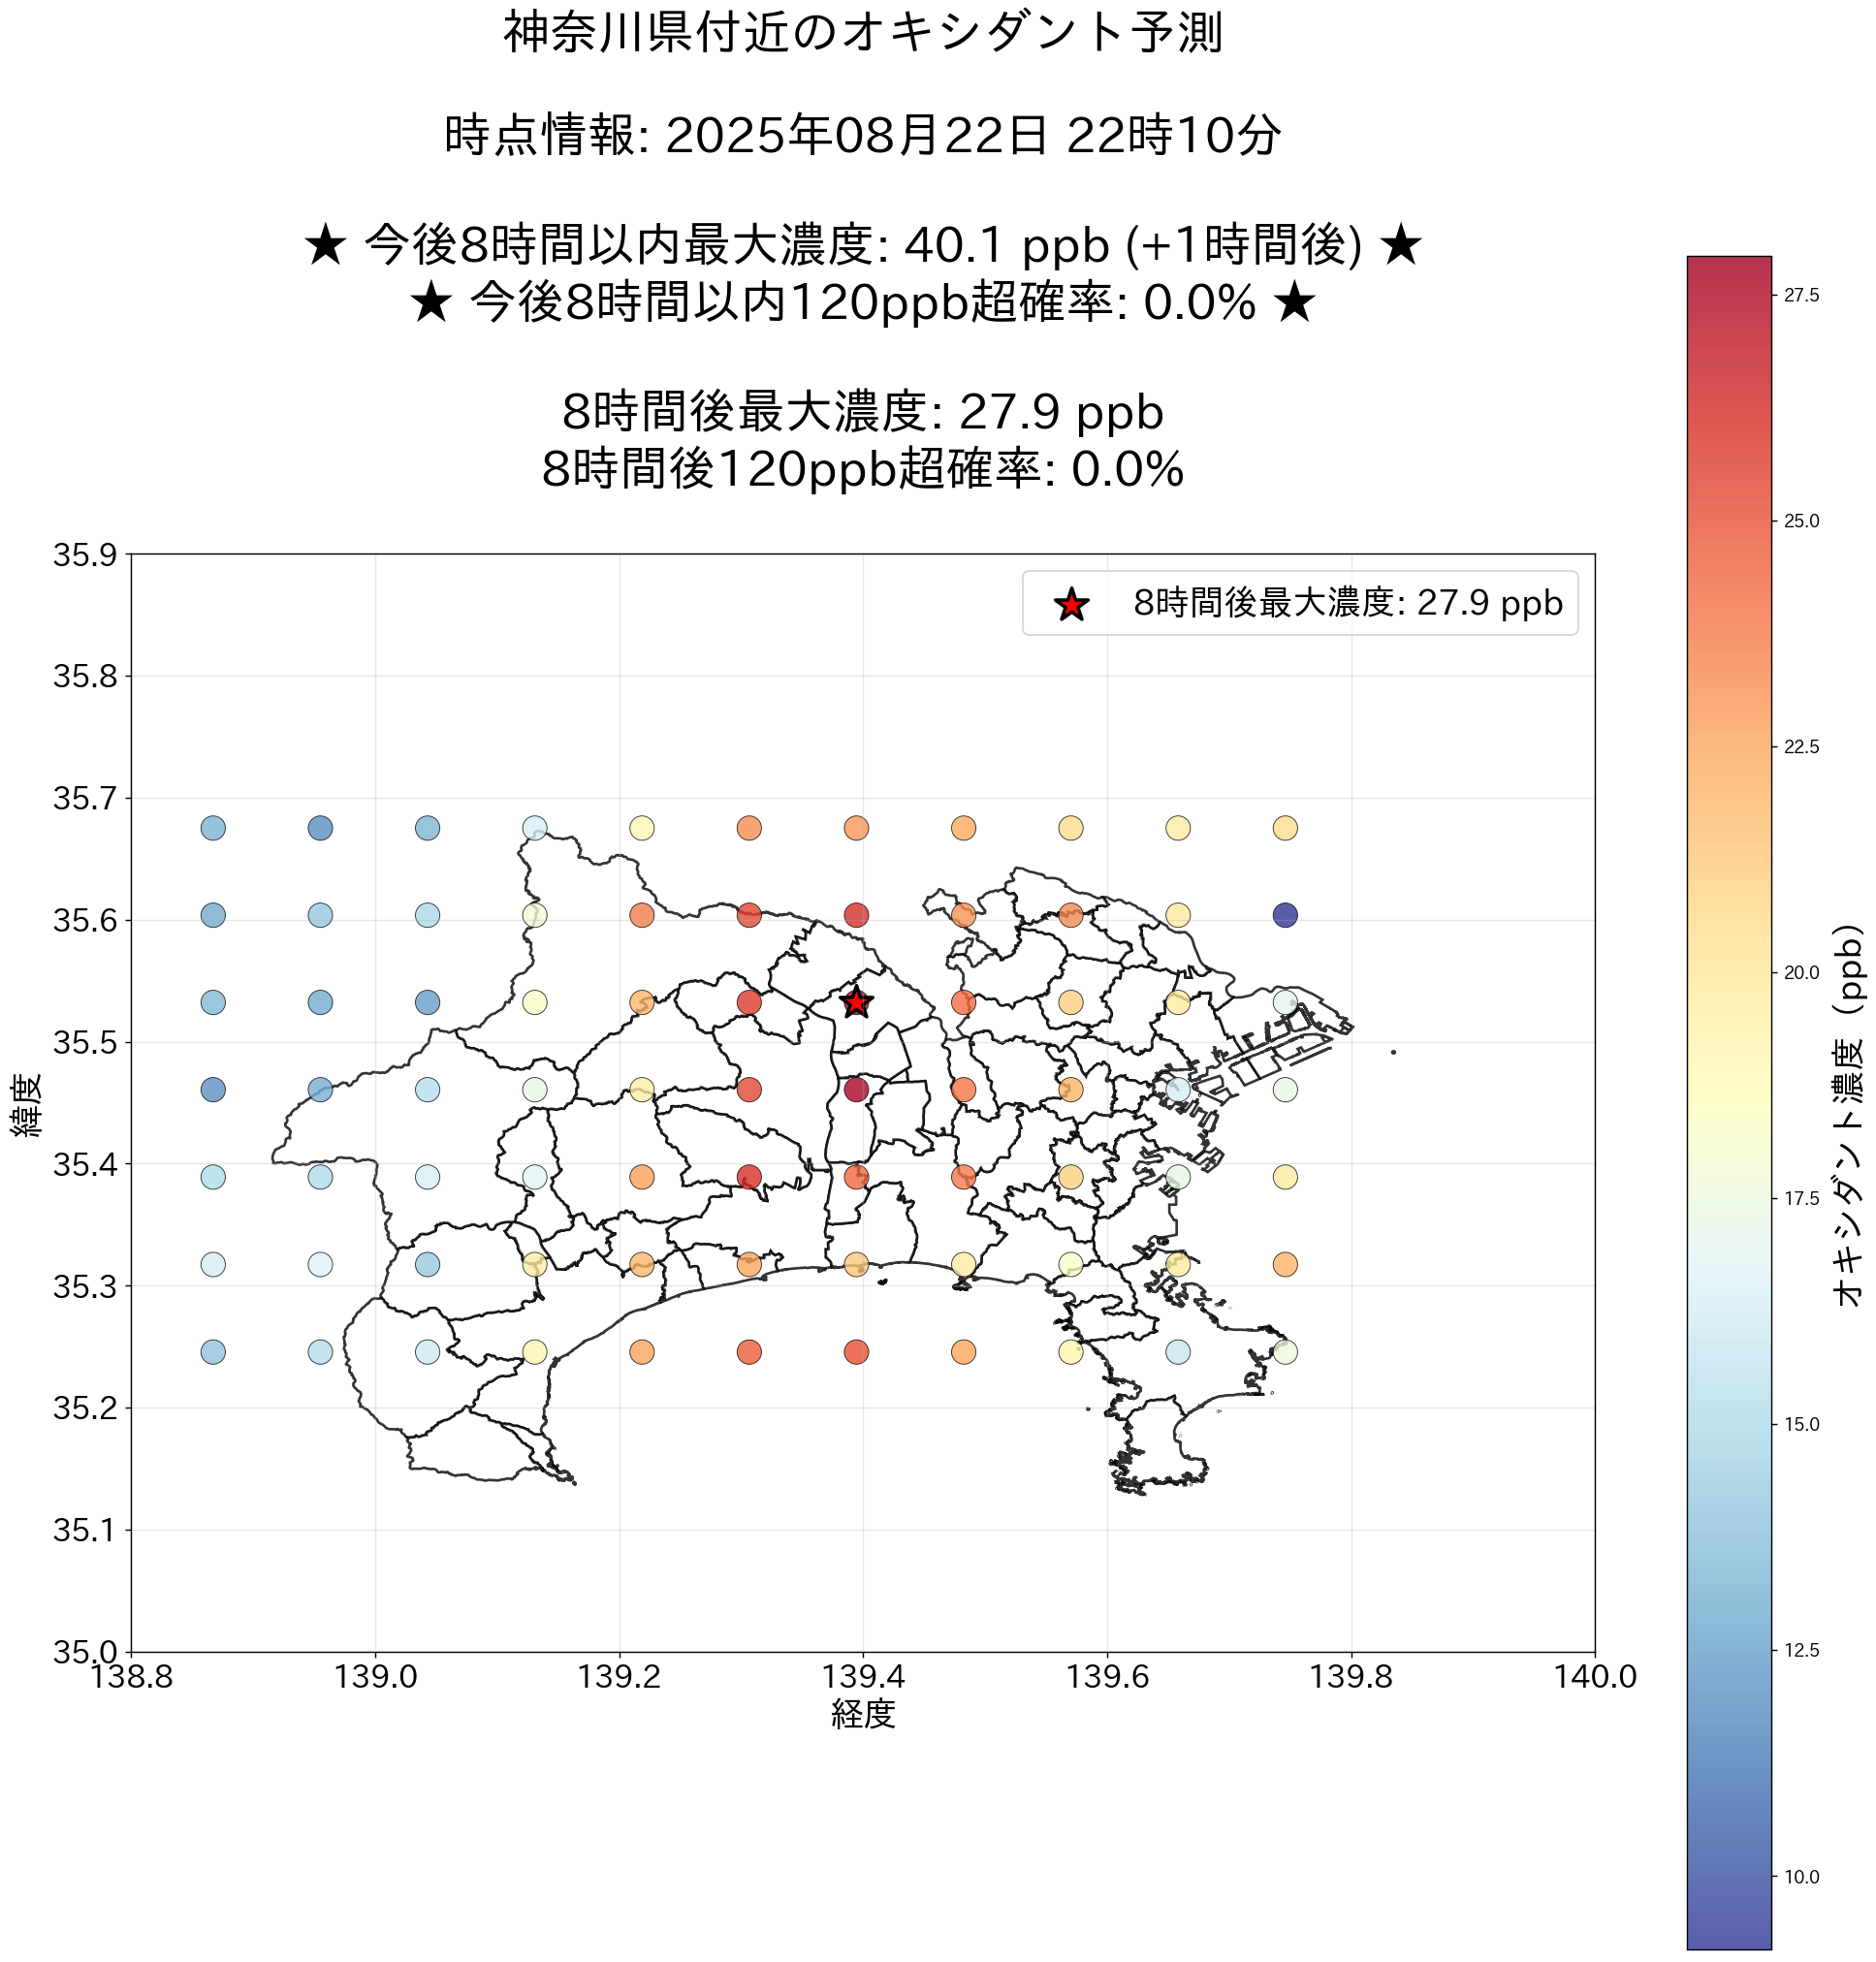 神奈川県付近のオキシダント予測
時点情報: 2025年08月22日 22時10分
★ 今後8時間以内最大濃度: 40.1 ppb (+1時間後) ★
★ 今後8時間以内120ppb超確率: 0.0% ★
8時間後最大濃度: 27.9 ppb
8時間後120ppb超確率: 0.0%
8時間後最大濃度: 27.9 ppb
35.9
35.8
35.7
35.6
35.5
35.4
35.3
35.2
35.1
35.0
緯度
138.8 139.0 139.2 139.4 139.6 139.8 140.0
経度
27.5
25.0
22.5
20.0
17.5
15.0
12.5
10.0
オキシダント濃度 (ppb)